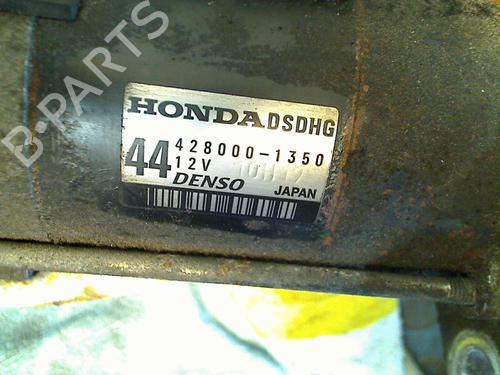 B-PARTS
HONDA DSDHG
44 428000-1350
12V
DENSO
JAPAN